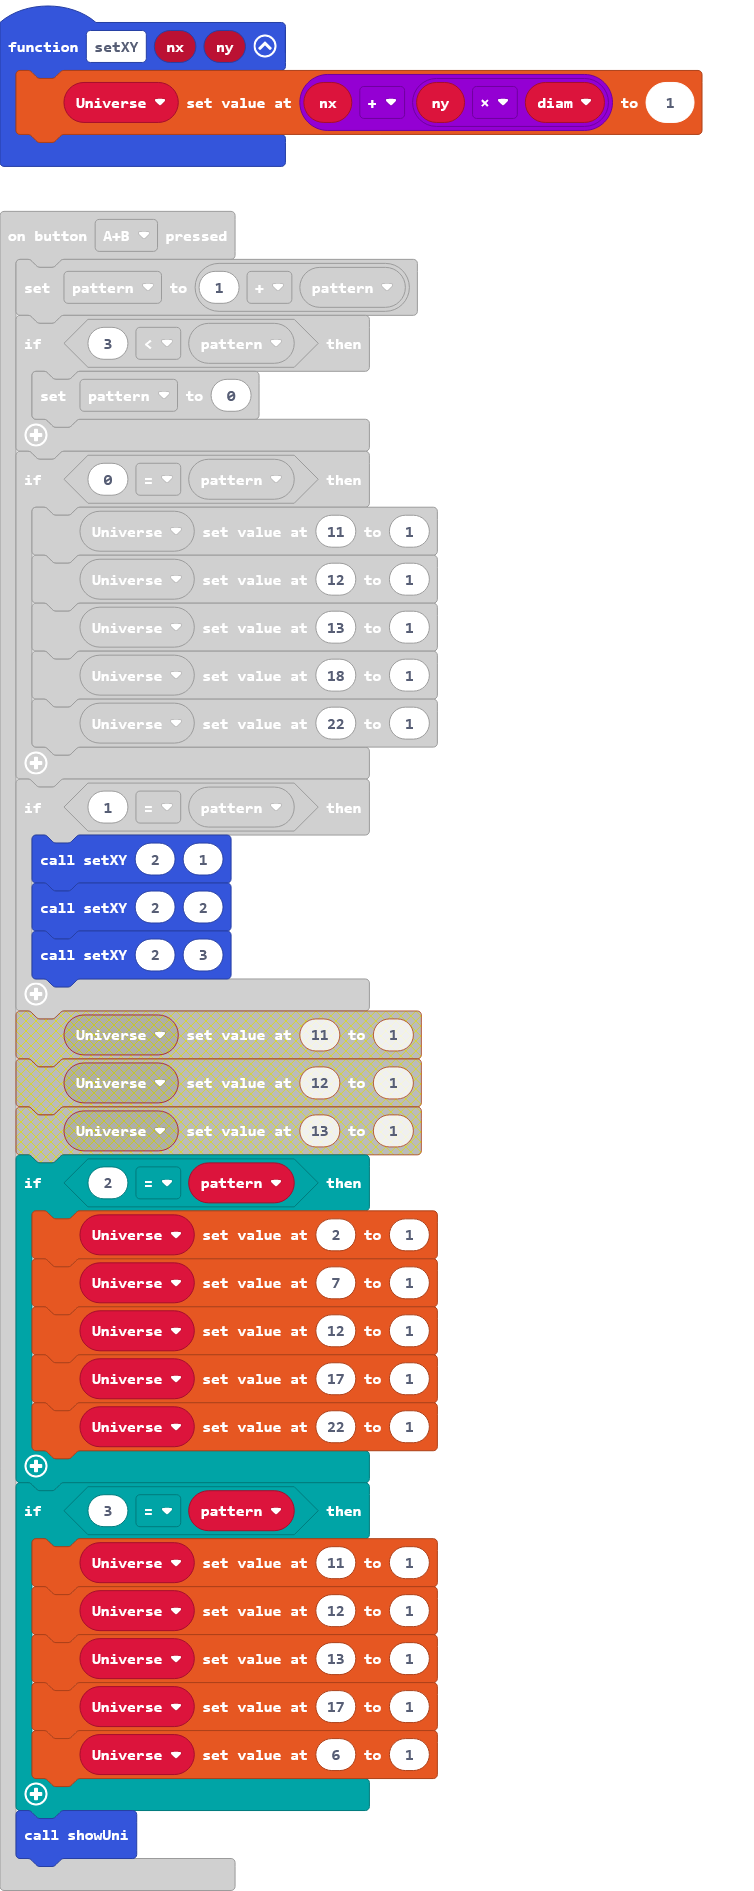 function setXY nx ny
Universe set value at nx + ny × diam to 1
on button A+B pressed
set pattern to 1 + pattern
if 3 < pattern then
set pattern to 0
if 0 = pattern then
Universe set value at 11 to 1
Universe set value at 12 to 1
Universe set value at 13 to 1
Universe set value at 18 to 1
Universe set value at 22 to 1
if 1 = pattern then
call setXY 2 1
call setXY 2 2
call setXY 2 3
Universe set value at 11 to 1
Universe set value at 12 to 1
Universe set value at 13 to 1
if 2 = pattern then
Universe set value at 2 to 1
Universe set value at 7 to 1
Universe set value at 12 to 1
Universe set value at 17 to 1
Universe set value at 22 to 1
if 3 = pattern then
Universe set value at 11 to 1
Universe set value at 12 to 1
Universe set value at 13 to 1
Universe set value at 17 to 1
Universe set value at 6 to 1
call showUni